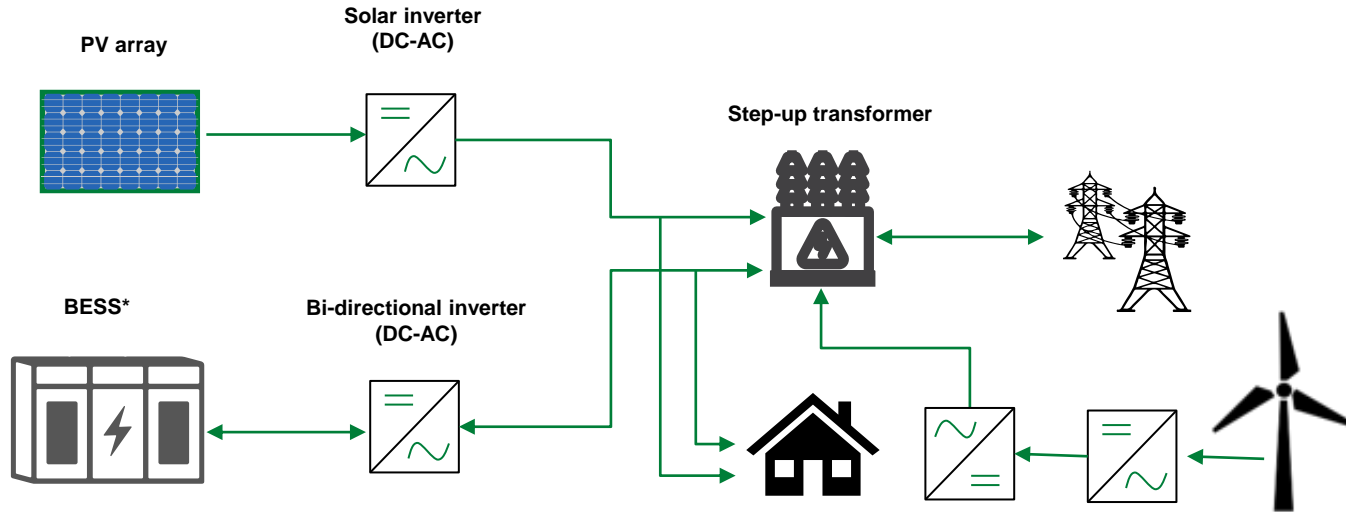 Solar inverter
(DC-AC)
PV array
Step-up transformer
BESS*
Bi-directional inverter
(DC-AC)